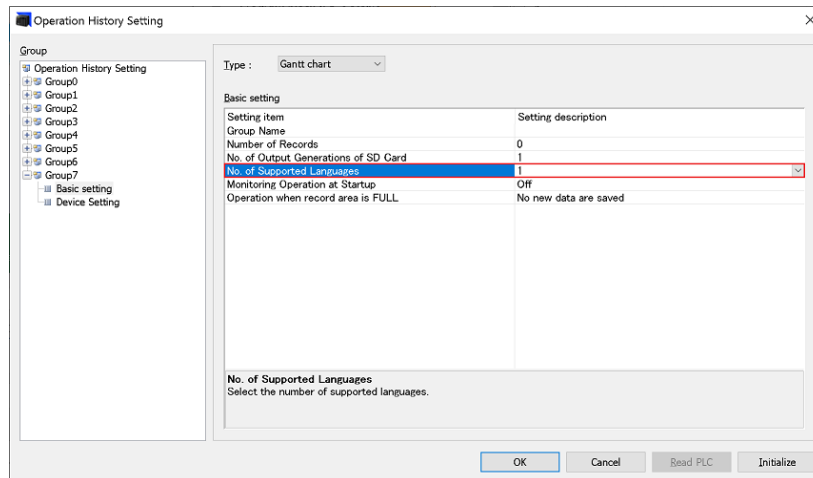 Operation History Setting
Group
Operation History Setting
Group0
Group1
Group2
Group3
Group4
Group5
Group6
Group7
Basic setting
Device Setting
Type : Gantt chart
Basic setting
Setting item Setting description
Group Name
Number of Records 0
No. of Output Generations of SD Card 1
No. of Supported Languages 1
Monitoring Operation at Startup Off
Operation when record area is FULL No new data are saved
No. of Supported Languages
Select the number of supported languages.
OK Cancel Read PLC Initialize